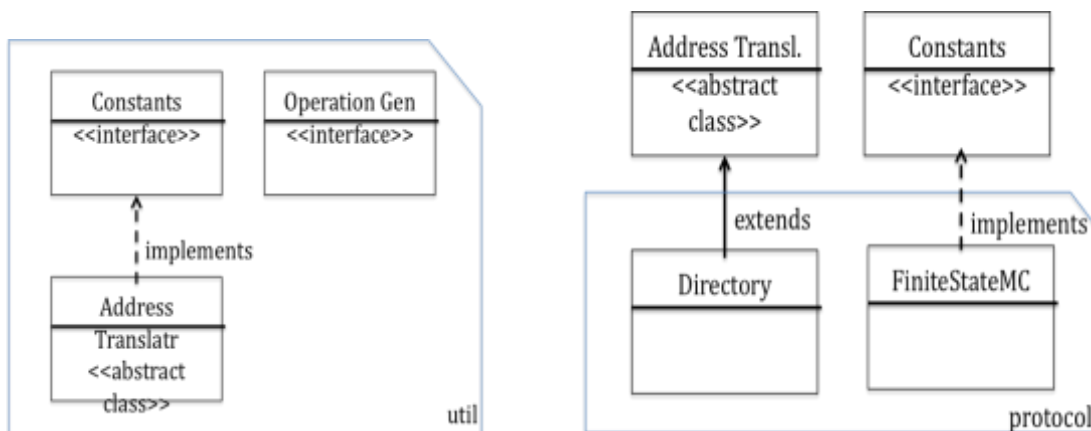 Constants
<<interface>>
Operation Gen
<<interface>>
implements
Address
Translatr
<<abstract
class>>
util
Address Transl.
<<abstract
class>>
Constants
<<interface>>
extends
implements
Directory
FiniteStateMC
protocol